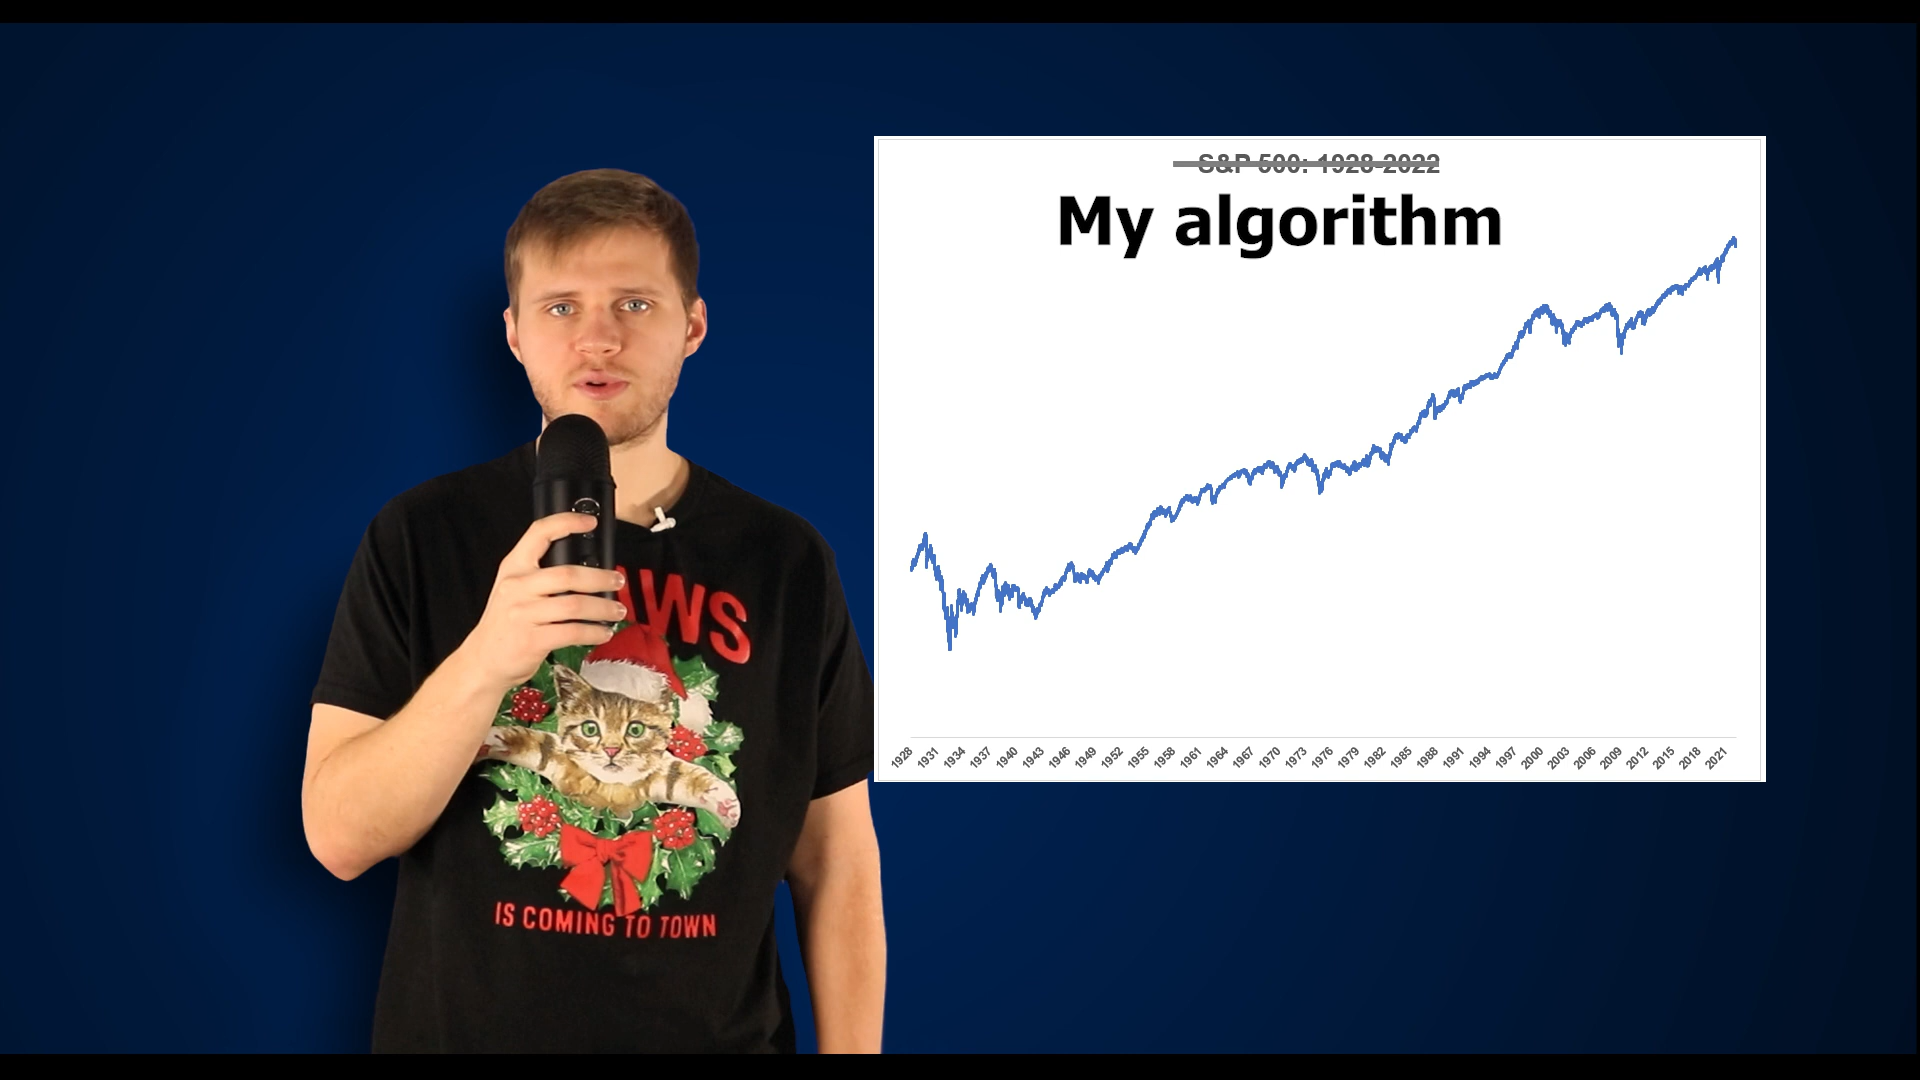 S&P 500: 1928-2022
My algorithm
1928 1931 1934 1937 1940 1943 1946 1949 1952 1955 1958 1961 1964 1967 1970 1973 1976 1979 1982 1985 1988 1991 1994 1997 2000 2003 2006 2009 2012 2015 2018 2021
AWS
IS COMING TO TOWN